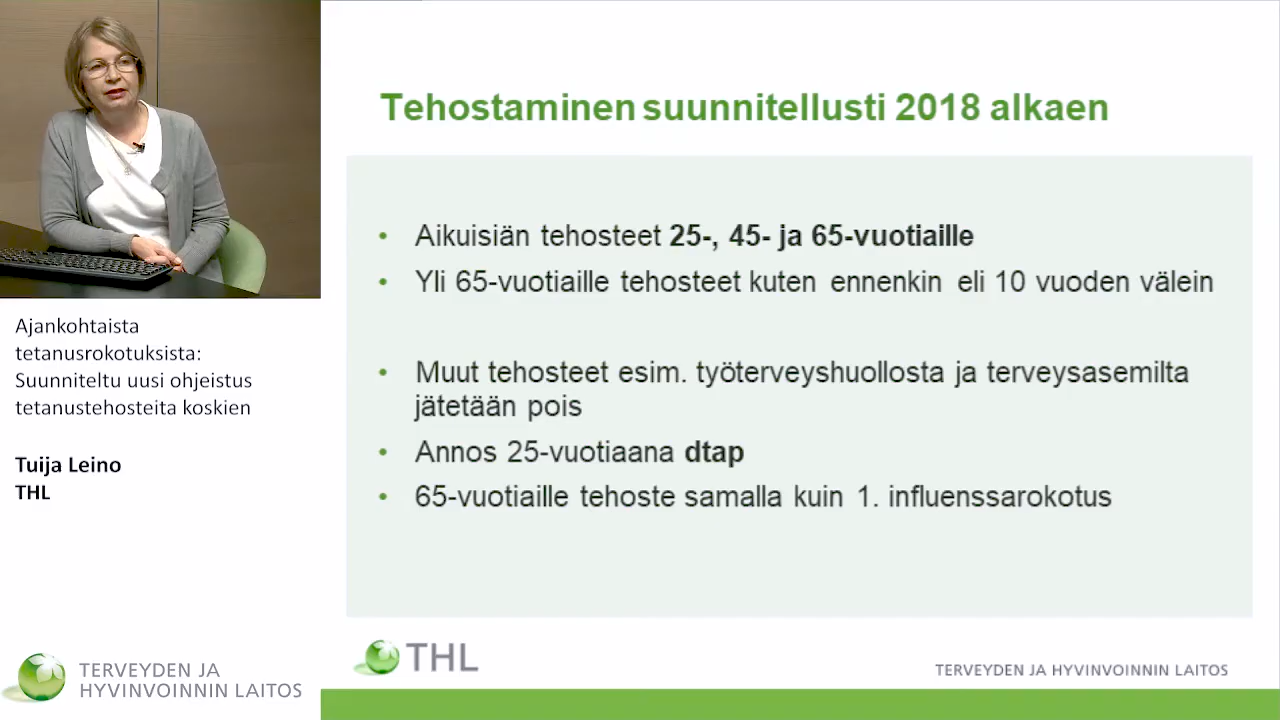 Tehostaminen suunnitellusti 2018 alkaen
• Aikuisiän tehosteet 25-, 45- ja 65-vuotiaille
• Yli 65-vuotiaille tehosteet kuten ennenkin eli 10 vuoden välein
• Muut tehosteet esim. työterveyshuollosta ja terveysasemilta
jätetään pois
• Annos 25-vuotiaana dtap
• 65-vuotiaille tehoste samalla kuin 1. influenssarokotus
Ajankohtaista
tetanusrokotuksista:
Suunniteltu uusi ohjeistus
tetanustehosteita koskien
Tuija Leino
THL
TERVEYDEN JA
HYVINVOINNIN LAITOS
THL
TERVEYDEN JA HYVINVOINNIN LAITOS